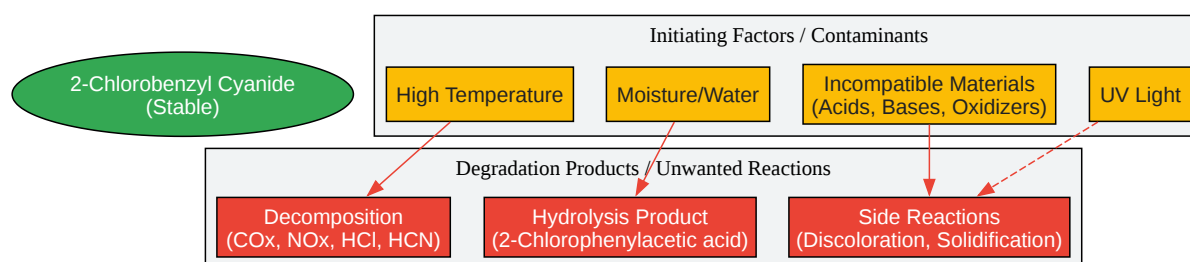 Initiating Factors / Contaminants
2-Chlorobenzyl Cyanide
(Stable)
High Temperature
Moisture/Water
Incompatible Materials
(Acids, Bases, Oxidizers)
UV Light
Degradation Products / Unwanted Reactions
Decomposition
(COx, NOx, HCl, HCN)
Hydrolysis Product
(2-Chlorophenylacetic acid)
Side Reactions
(Discoloration, Solidification)